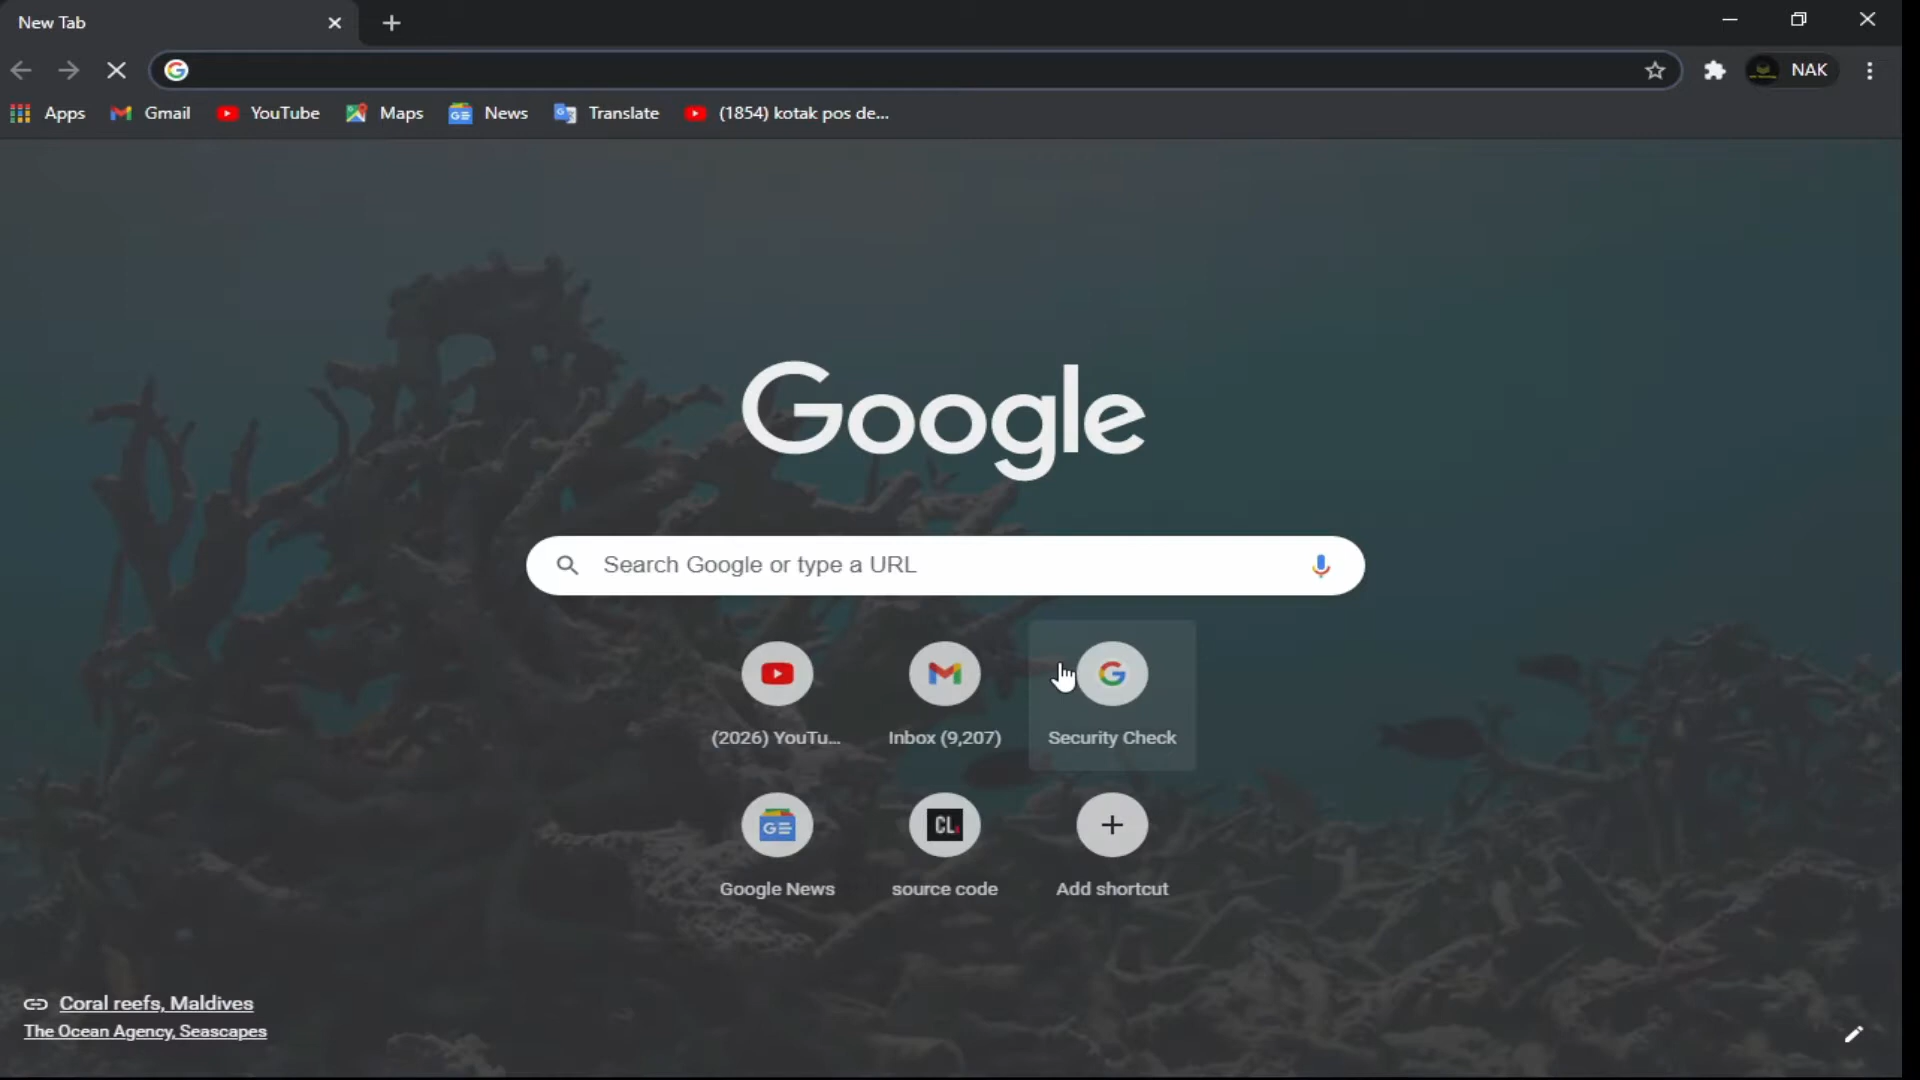 New Tab
NAK
Apps Gmail YouTube Maps News Translate (1854) kotak pos de...
Google
Search Google or type a URL
(2026) YouTu... Inbox (9,207) Security Check
CL.
Google News source code Add shortcut
Coral reefs, Maldives
The Ocean Agency, Seascapes